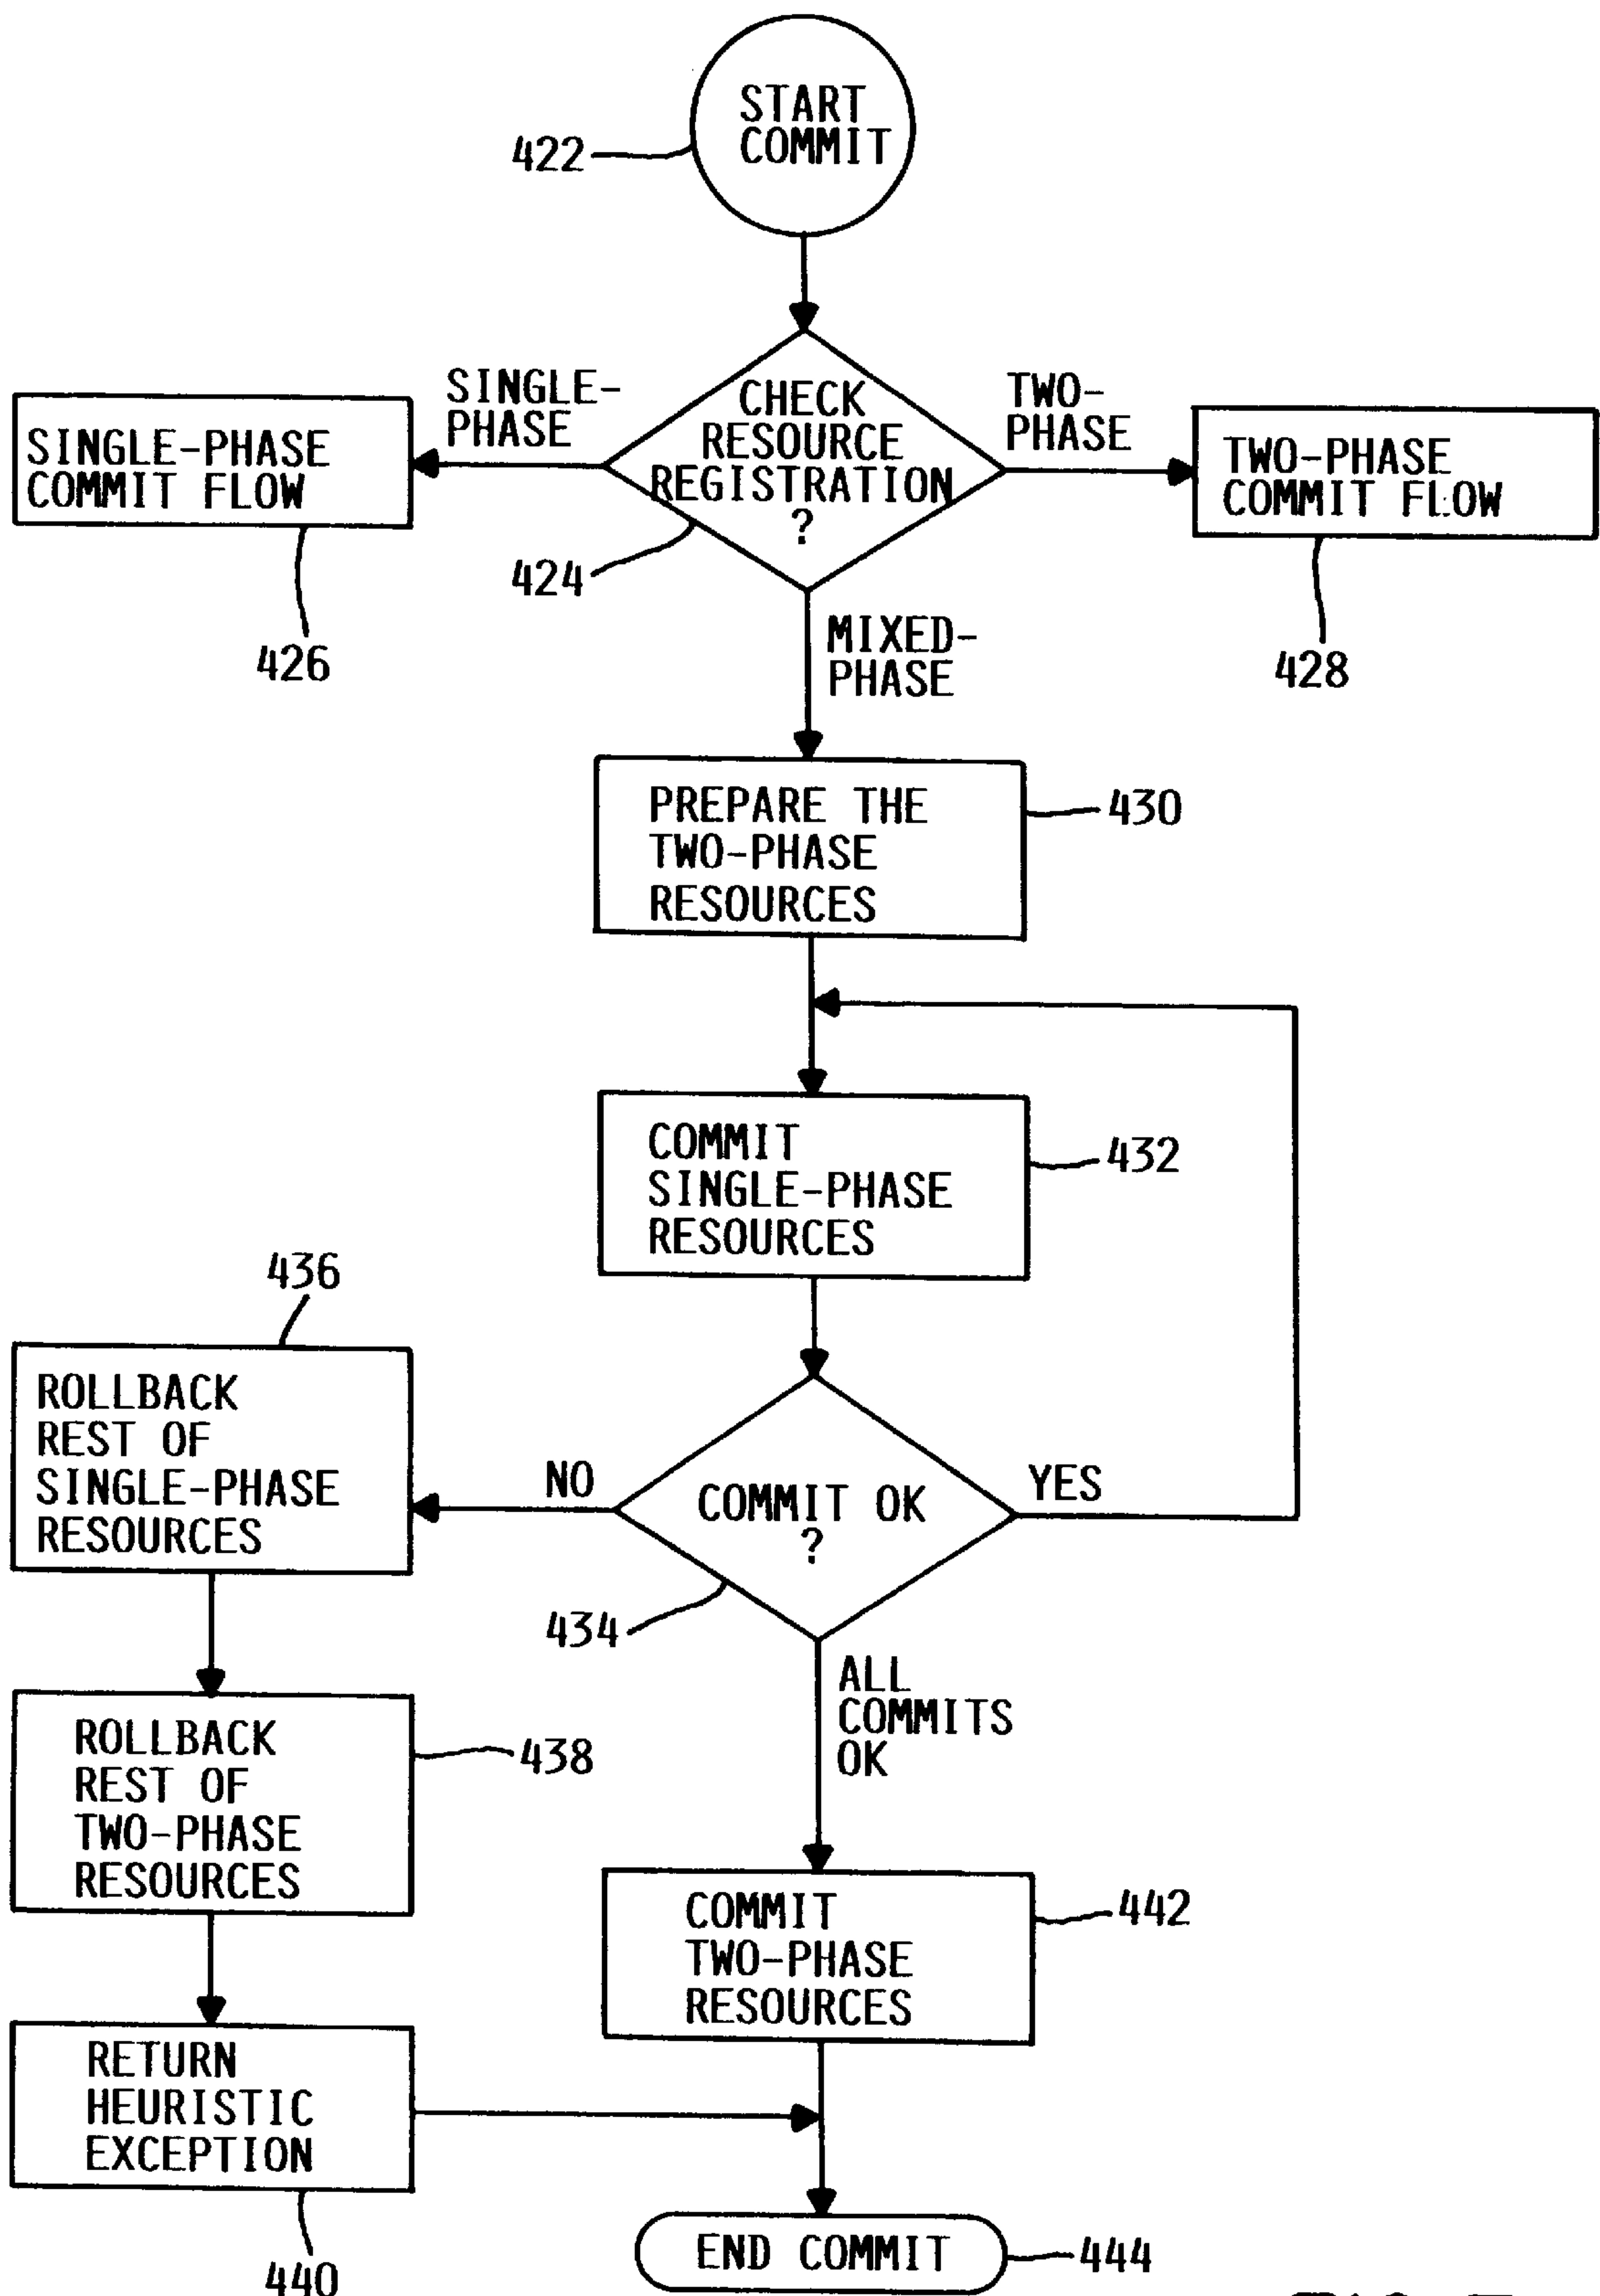 START
COMMIT
422
CHECK
RESOURCE
REGISTRATION
?
424
SINGLE-
PHASE
TWO-
PHASE
SINGLE-PHASE
COMMIT FLOW
426
TWO-PHASE
COMMIT FLOW
428
MIXED-
PHASE
PREPARE THE
TWO-PHASE
RESOURCES
430
COMMIT
SINGLE-PHASE
RESOURCES
432
436
ROLLBACK
REST OF
SINGLE-PHASE
RESOURCES
NO
COMMIT OK
?
YES
434
ALL
COMMITS
OK
ROLLBACK
REST OF
TWO-PHASE
RESOURCES
438
COMMIT
TWO-PHASE
RESOURCES
442
RETURN
HEURISTIC
EXCEPTION
440
END COMMIT
444